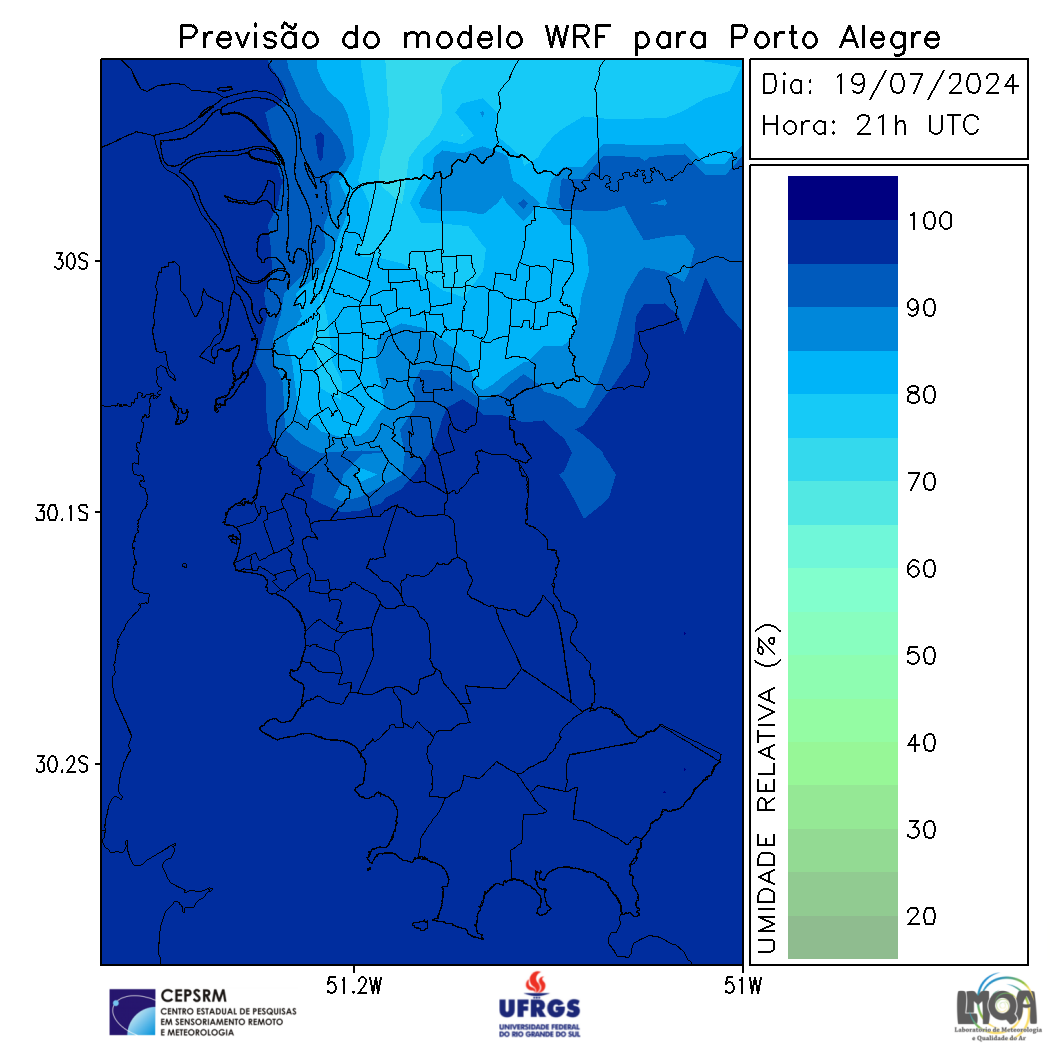 Previsão do modelo WRF para Porto Alegre
Dia: 19/07/2024
Hora: 21h UTC
30S
30.1S
30.2S
51.2W
51W
UMIDADE RELATIVA (%)
100
90
80
70
60
50
40
30
20
CEPSRM
CENTRO ESTADUAL DE PESQUISAS
EM SENSORIAMENTO REMOTO
E METEOROLOGIA
UFRGS
UNIVERSIDADE FEDERAL
DO RIO GRANDE DO SUL
LMQA
Laboratório de Meteorologia
e Qualidade do Ar